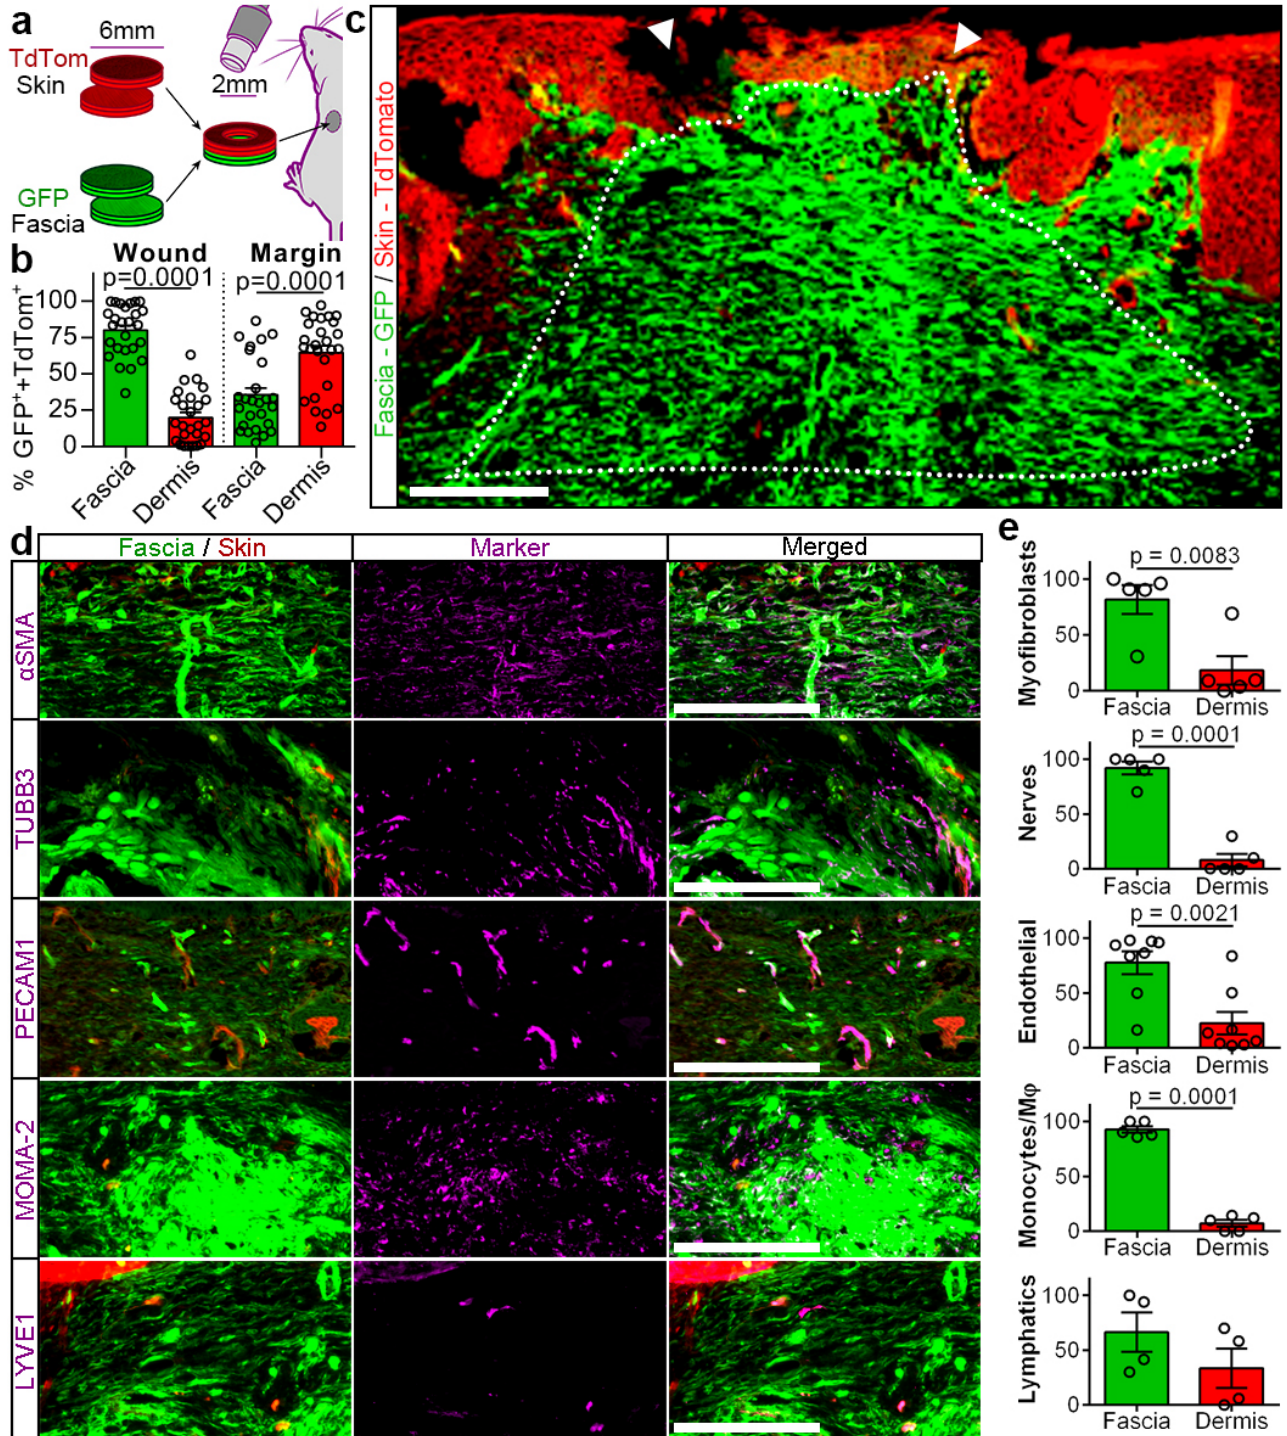 a
6mm
TdTom
Skin
2mm
GFP
Fascia
b
Wound
Margin
p=0.0001
p=0.0001
% GFP⁺+TdTom⁺
100
75
50
25
0
Fascia
Dermis
Fascia
Dermis
c
Fascia - GFP / Skin - TdTomato
d
Fascia / Skin
Marker
Merged
αSMA
TUBB3
PECAM1
MOMA-2
LYVE1
e
Myofibroblasts
p = 0.0083
100
50
0
Fascia
Dermis
Nerves
p = 0.0001
100
50
0
Fascia
Dermis
Endothelial
p = 0.0021
100
50
0
Fascia
Dermis
Monocytes/Mφ
p = 0.0001
100
50
0
Fascia
Dermis
Lymphatics
100
50
0
Fascia
Dermis